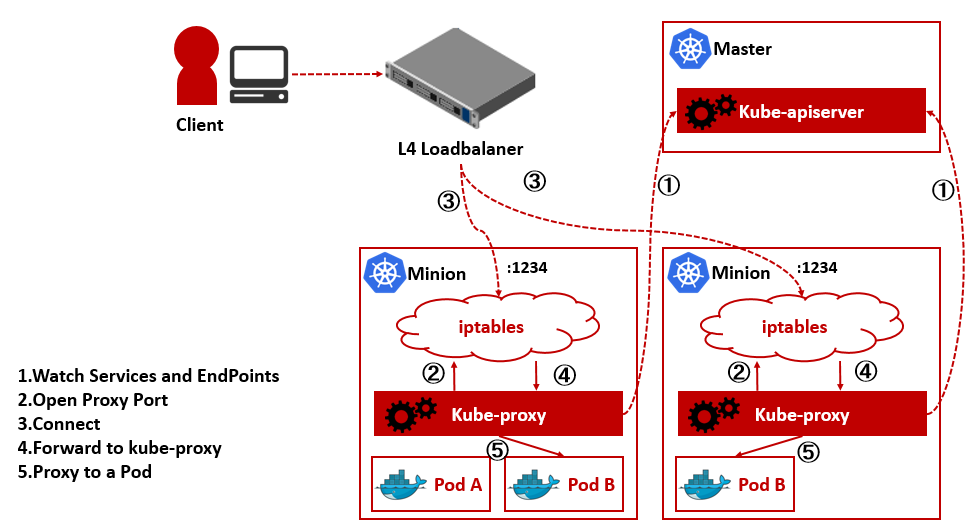 Client
L4 Loadbalaner
Master
Kube-apiserver
③
③
①
①
Minion
:1234
iptables
②
④
Kube-proxy
⑤
Pod A
Pod B
Minion
:1234
iptables
②
④
Kube-proxy
⑤
Pod B
1.Watch Services and EndPoints
2.Open Proxy Port
3.Connect
4.Forward to kube-proxy
5.Proxy to a Pod